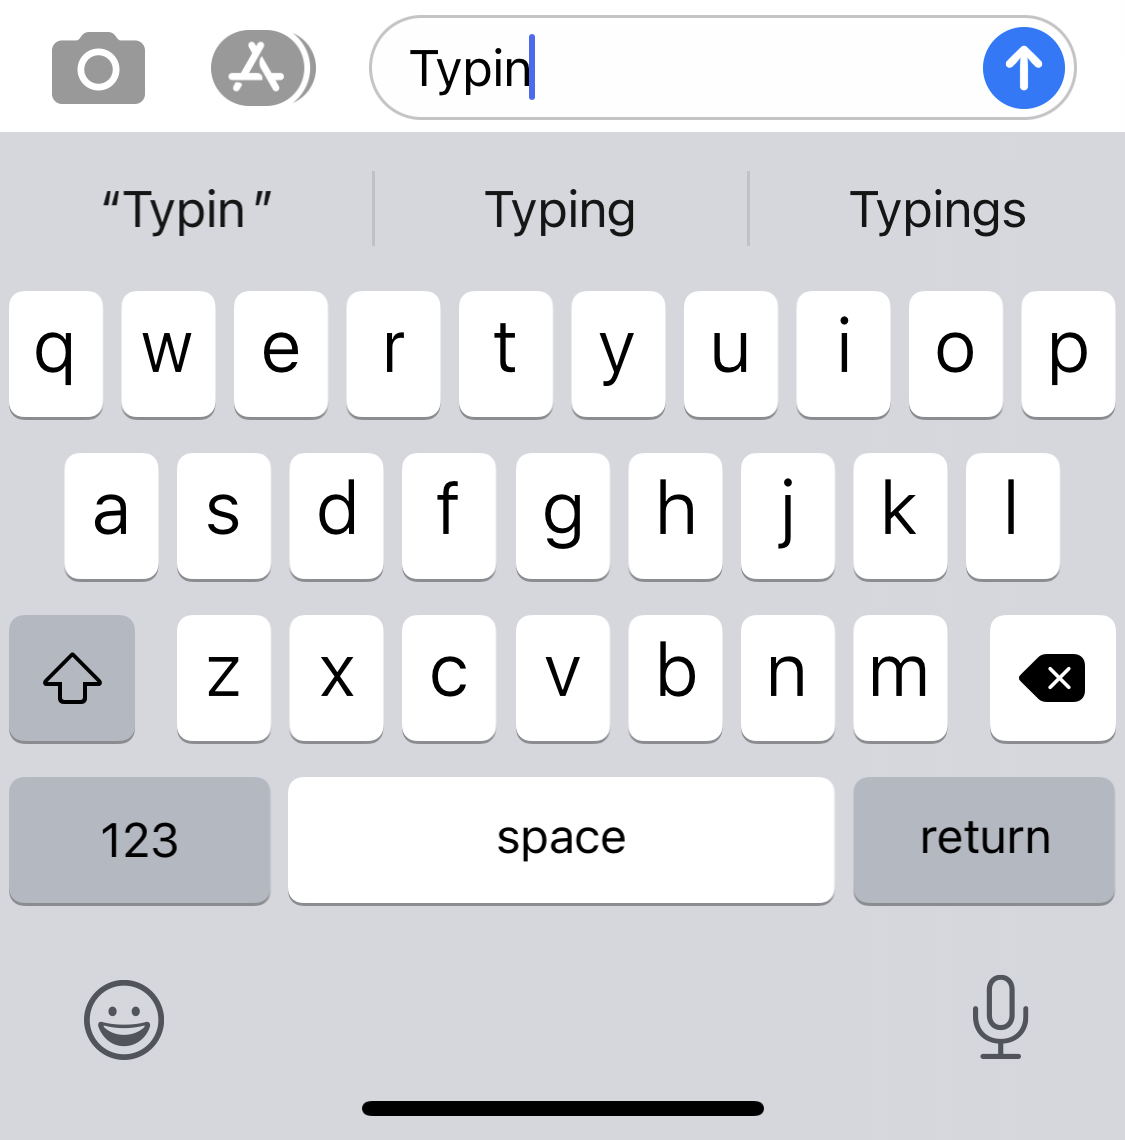 Typin
“Typin” Typing Typings
q w e r t y u i o p
a s d f g h j k l
z x c v b n m
123 space return